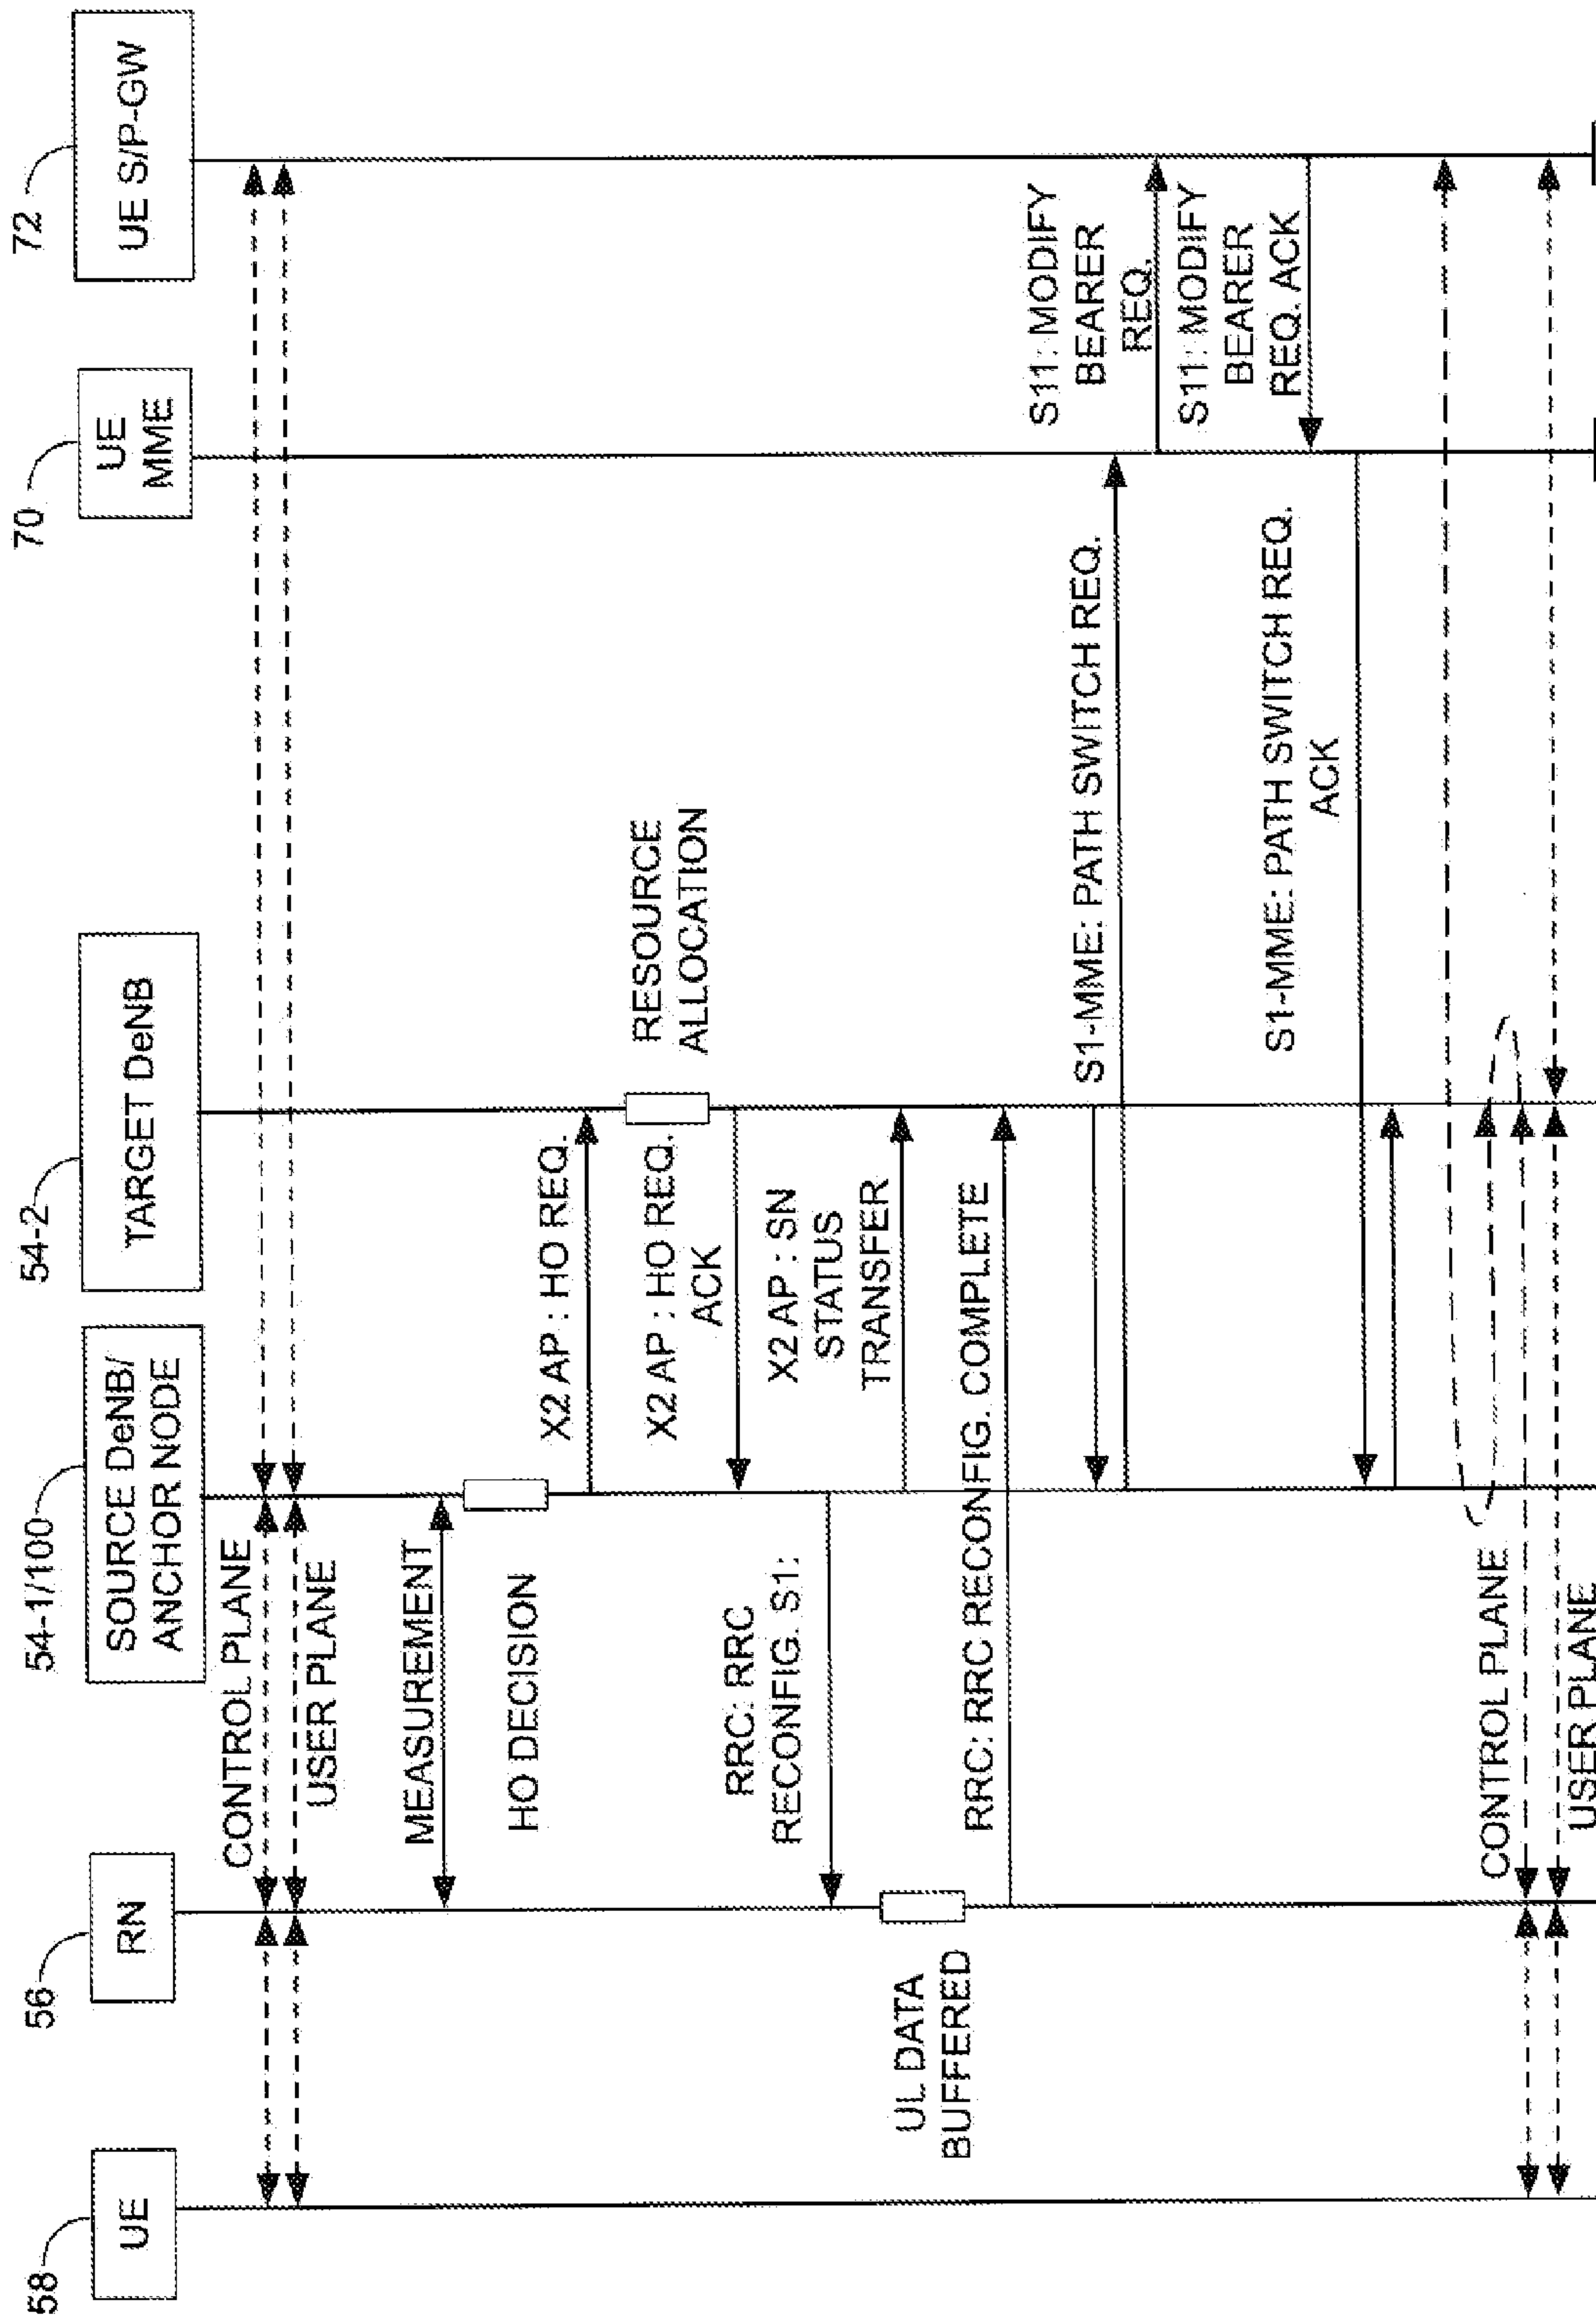 58
UE
56
RN
54-1/100
SOURCE DeNB/
ANCHOR NODE
54-2
TARGET DeNB
70
UE
MME
72
UE S/P-GW
CONTROL PLANE
USER PLANE
MEASUREMENT
HO DECISION
X2 AP : HO REQ.
RESOURCE
ALLOCATION
X2 AP : HO REQ.
ACK
RRC: RRC
RECONFIG. S1:
X2 AP : SN
STATUS
TRANSFER
UL DATA
BUFFERED
RRC: RRC RECONFIG. COMPLETE
S1-MME: PATH SWITCH REQ.
S11: MODIFY
BEARER
REQ.
S11: MODIFY
BEARER
REQ. ACK
S1-MME: PATH SWITCH REQ.
ACK
CONTROL PLANE
USER PLANE